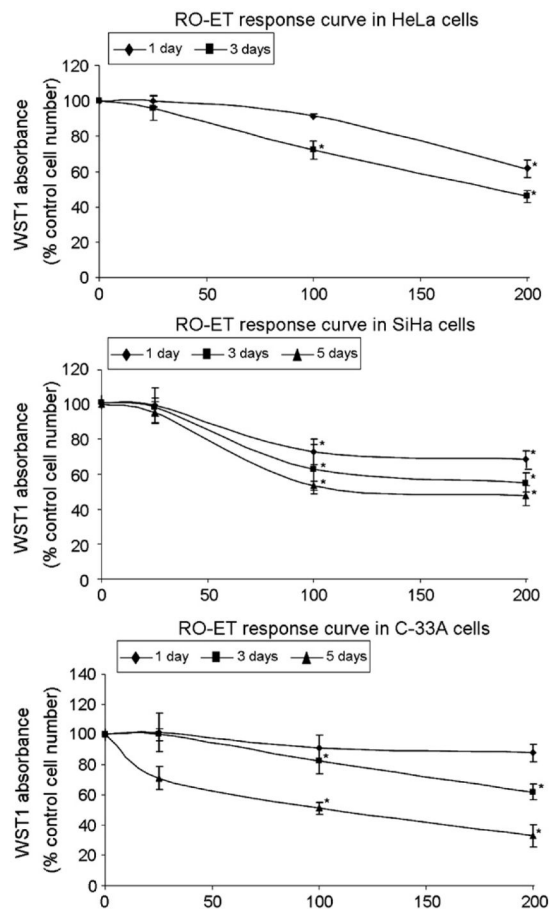 RO-ET response curve in HeLa cells
1 day 3 days
WST1 absorbance
(% control cell number)
120
100
80
60
40
20
0
*
*
*
0 50 100 150 200
RO-ET response curve in SiHa cells
1 day 3 days 5 days
WST1 absorbance
(% control cell number)
120
100
80
60
40
20
0
*
*
*
*
*
*
0 50 100 150 200
RO-ET response curve in C-33A cells
1 day 3 days 5 days
WST1 absorbance
(% control cell number)
140
120
100
80
60
40
20
0
*
*
*
*
0 50 100 150 200